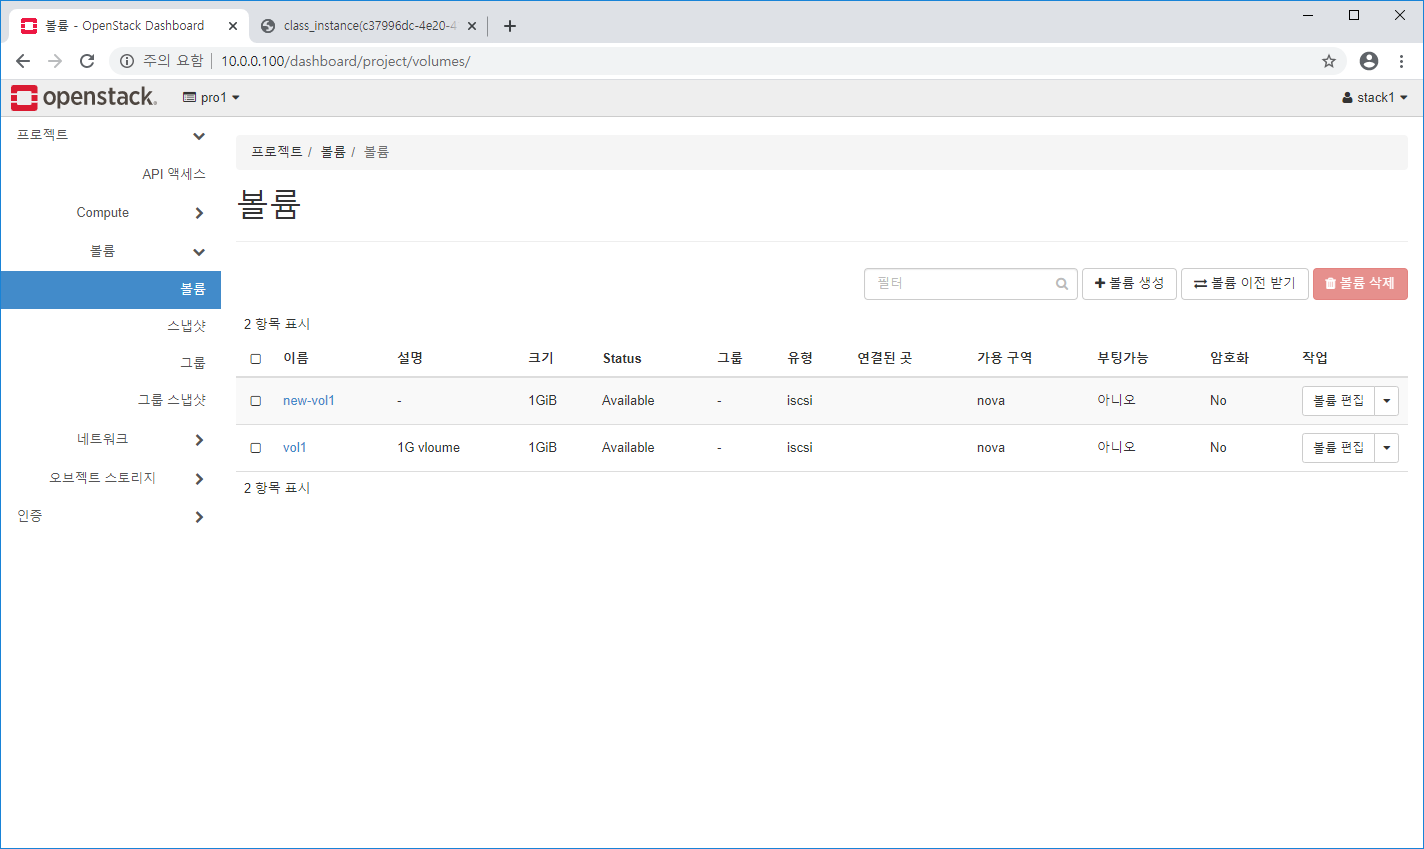 볼륨 - OpenStack Dashboard
class_instance(c37996dc-4e20-4
주의 요함 10.0.0.100/dashboard/project/volumes/
openstack. pro1 stack1
프로젝트
API 액세스
Compute
볼륨
볼륨
스냅샷
그룹
그룹 스냅샷
네트워크
오브젝트 스토리지
인증
프로젝트 / 볼륨 / 볼륨
볼륨
필터 볼륨 생성 볼륨 이전 받기 볼륨 삭제
2 항목 표시
이름 설명 크기 Status 그룹 유형 연결된 곳 가용 구역 부팅가능 암호화 작업
new-vol1 - 1GiB Available - iscsi nova 아니오 No 볼륨 편집
vol1 1G vloume 1GiB Available - iscsi nova 아니오 No 볼륨 편집
2 항목 표시